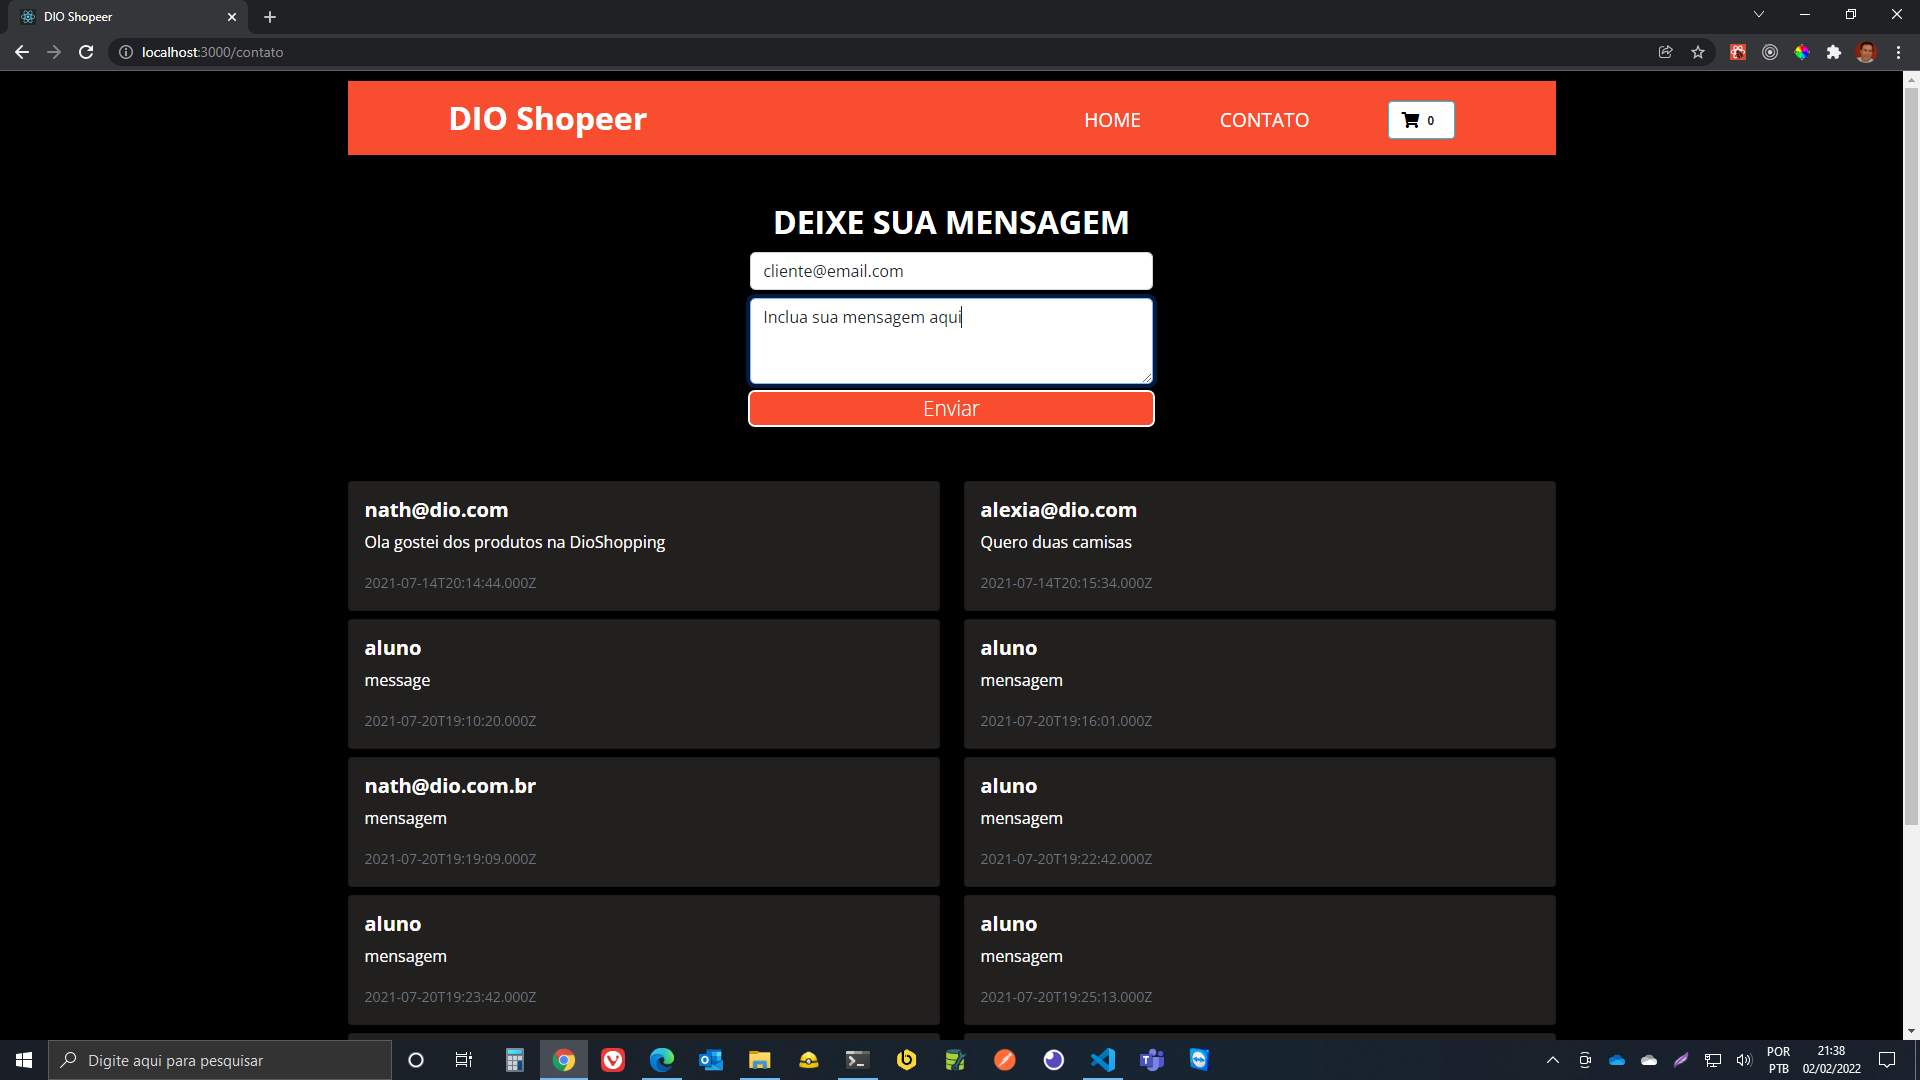 DIO Shopeer
localhost:3000/contato
DIO Shopeer
HOME
CONTATO
0
DEIXE SUA MENSAGEM
cliente@email.com
Inclua sua mensagem aqui
Enviar
nath@dio.com
Ola gostei dos produtos na DioShopping
2021-07-14T20:14:44.000Z
alexia@dio.com
Quero duas camisas
2021-07-14T20:15:34.000Z
aluno
message
2021-07-20T19:10:20.000Z
aluno
mensagem
2021-07-20T19:16:01.000Z
nath@dio.com.br
mensagem
2021-07-20T19:19:09.000Z
aluno
mensagem
2021-07-20T19:22:42.000Z
aluno
mensagem
2021-07-20T19:23:42.000Z
aluno
mensagem
2021-07-20T19:25:13.000Z
Digite aqui para pesquisar
POR
PTB
21:38
02/02/2022